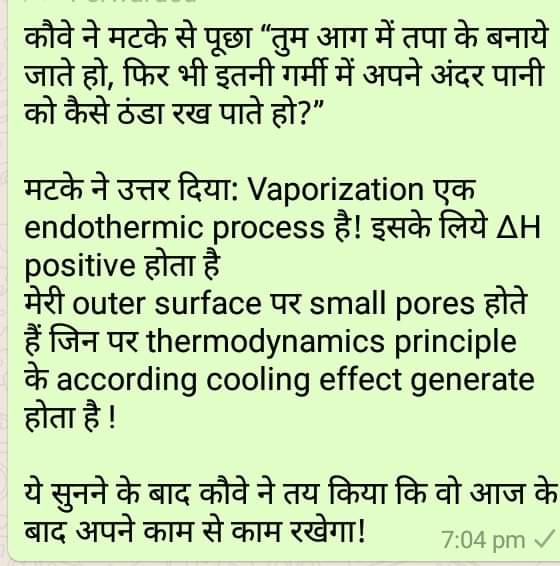 कौवे ने मटके से पूछा “तुम आग में तपा के बनाये
जाते हो, फिर भी इतनी गर्मी में अपने अंदर पानी
को कैसे ठंडा रख पाते हो?”
मटके ने उत्तर दिया: Vaporization एक
endothermic process है! इसके लिये ΔH
positive होता है
मेरी outer surface पर small pores होते
हैं जिन पर thermodynamics principle
के according cooling effect generate
होता है !
ये सुनने के बाद कौवे ने तय किया कि वो आज के
बाद अपने काम से काम रखेगा!
7:04 pm ✓